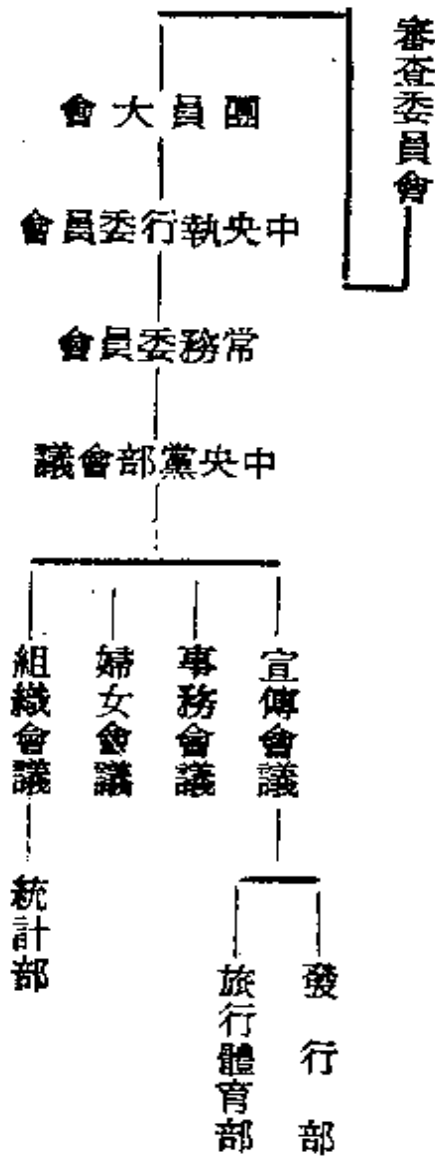 審查委員會
團員大會
中央執行委員會
常務委員會
中央黨部會議
宣傳會議
事務會議
婦女會議
組織會議
發行部
旅行體育部
統計部